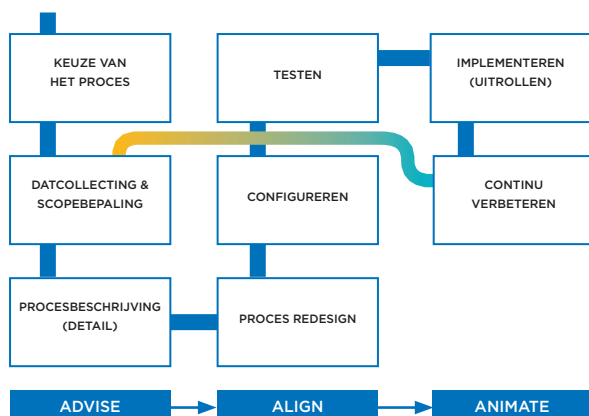 KEUZE VAN
HET PROCES
DATCOLLECTING &
SCOPEBEPALING
PROCESBESCHRIJVING
(DETAIL)
PROCES REDESIGN
CONFIGUREREN
TESTEN
IMPLEMENTEREN
(UITROLLEN)
CONTINU
VERBETEREN
ADVISE
ALIGN
ANIMATE